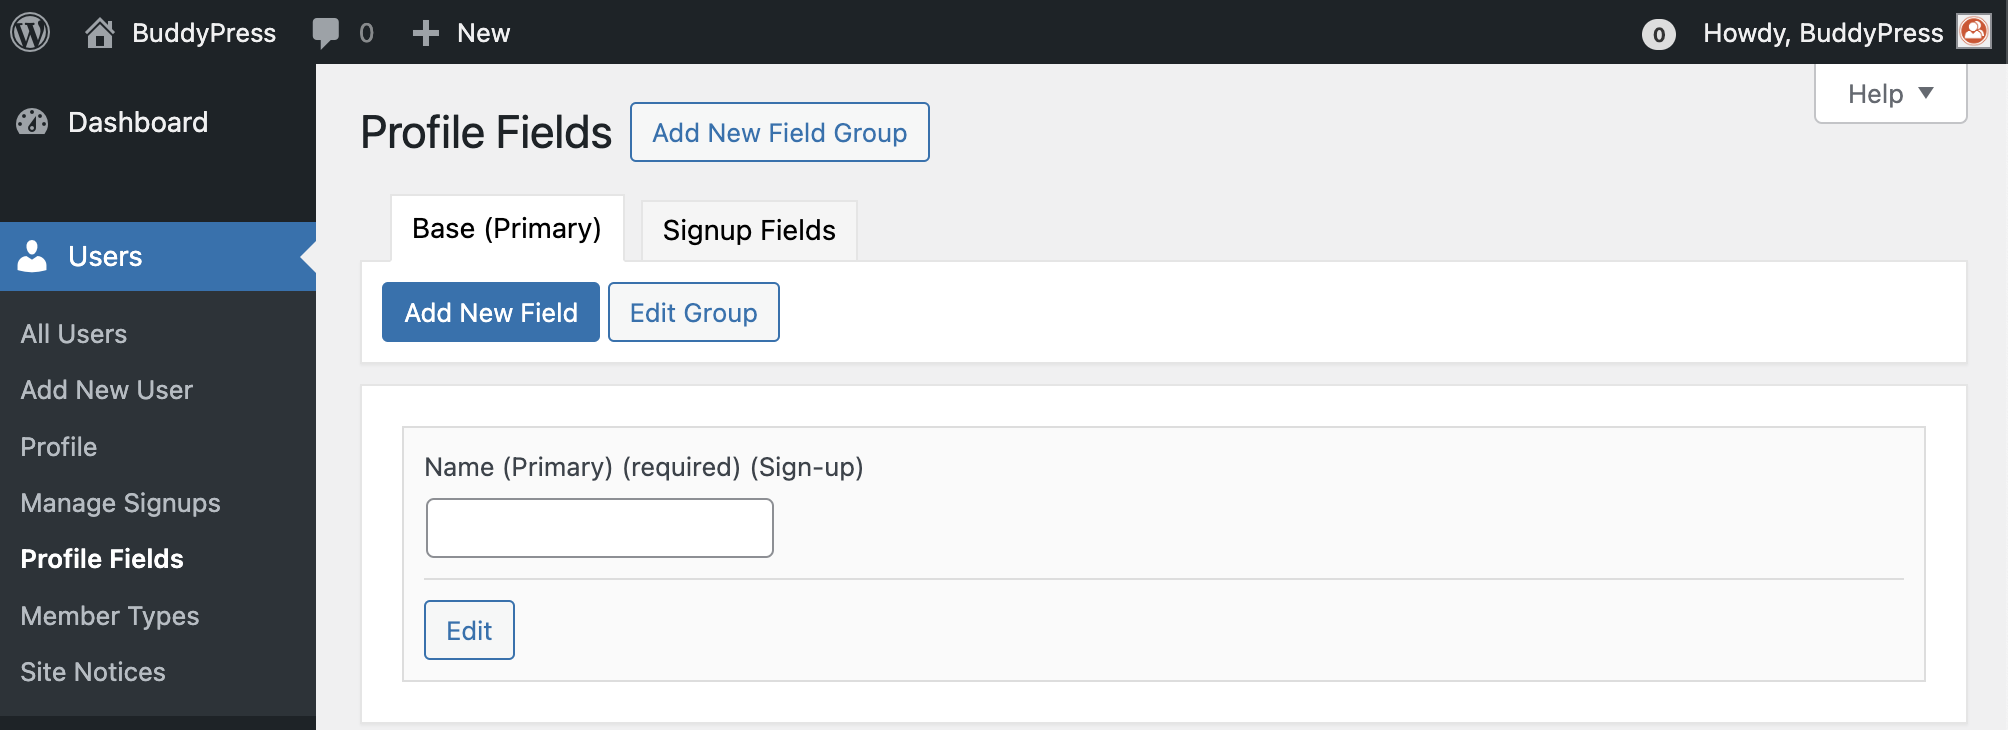 BuddyPress 0 New 0 Howdy, BuddyPress
Help
Dashboard
Users
All Users
Add New User
Profile
Manage Signups
Profile Fields
Member Types
Site Notices
Profile Fields Add New Field Group
Base (Primary) Signup Fields
Add New Field Edit Group
Name (Primary) (required) (Sign-up)
Edit